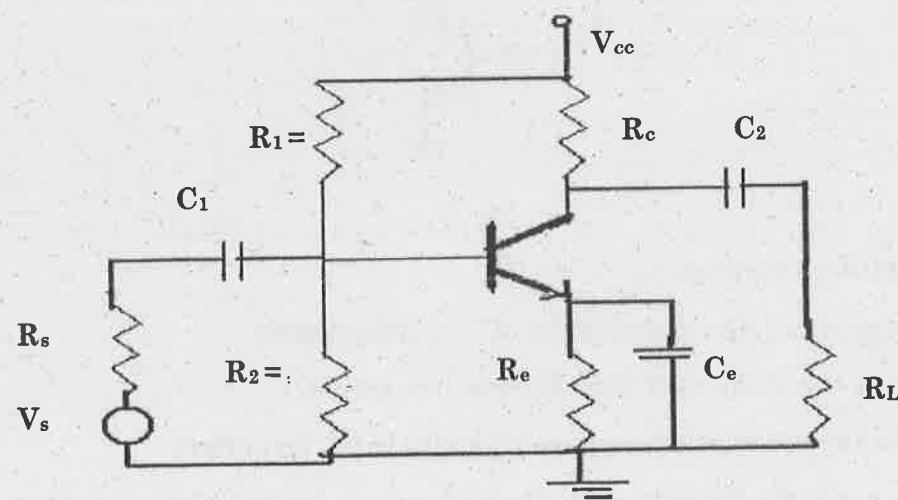 Vcc
R1=
Rc
C2
C1
Rs
R2=
Re
Ce
RL
Vs